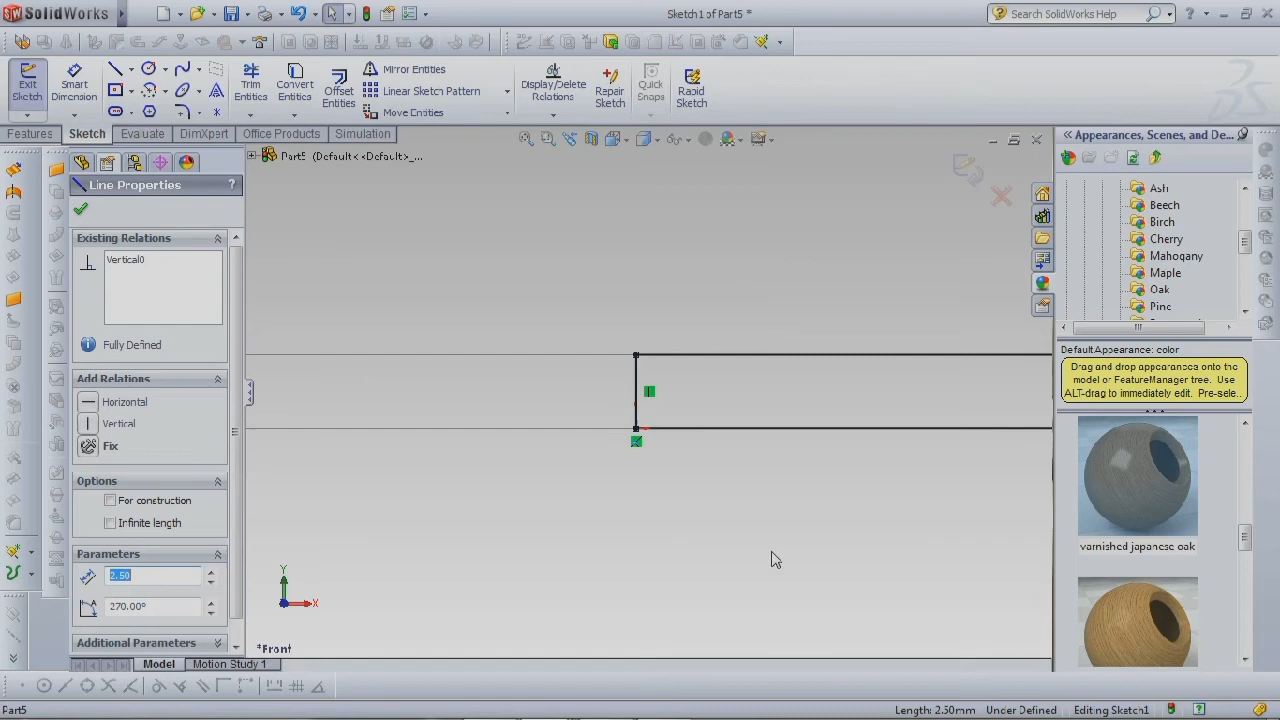 SolidWorks
Sketch1 of Part5 *
Search SolidWorks Help
Exit Sketch
Smart Dimension
Trim Entities
Convert Entities
Offset Entities
Mirror Entities
Linear Sketch Pattern
Move Entities
Display/Delete Relations
Repair Sketch
Quick Snaps
Rapid Sketch
Features
Sketch
Evaluate
DimXpert
Office Products
Simulation
Part5 (Default<<Default>_...
Appearances, Scenes, and De...
Line Properties
?
Existing Relations
Vertical0
Fully Defined
Add Relations
Horizontal
Vertical
Fix
Options
For construction
Infinite length
Parameters
2.50
270.00°
Additional Parameters
Y
X
*Front
Ash
Beech
Birch
Cherry
Mahogany
Maple
Oak
Pine
DefaultAppearance: color
Drag and drop appearances onto the
model or FeatureManager tree. Use
ALT-drag to immediately edit. Pre-sele..
varnished japanese oak
Model
Motion Study 1
Part5
Length: 2.50mm
Under Defined
Editing Sketch1